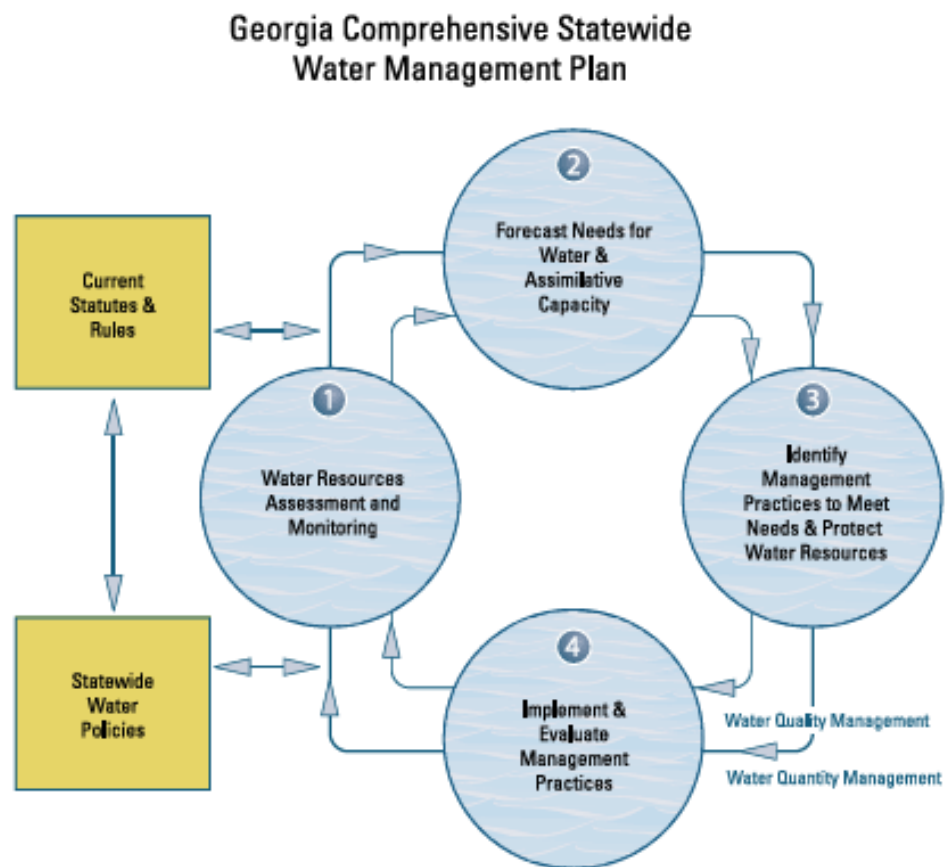 Georgia Comprehensive Statewide
Water Management Plan
2
Forecast Needs for
Water &
Assimilative
Capacity
Current
Statutes &
Rules
1
Water Resources
Assessment and
Monitoring
3
Identify
Management
Practices to Meet
Needs & Protect
Water Resources
4
Implement &
Evaluate
Management
Practices
Statewide
Water
Policies
Water Quality Management
Water Quantity Management